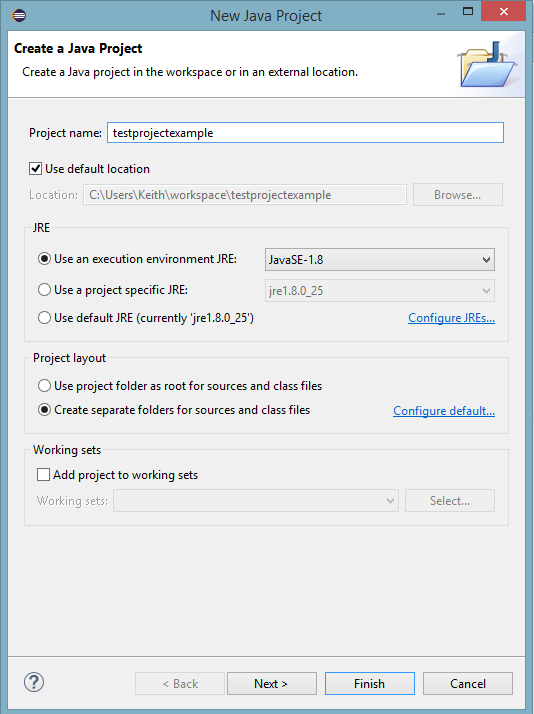 New Java Project
Create a Java Project
Create a Java project in the workspace or in an external location.
Project name: testprojectexample
Use default location
Location: C:\Users\Keith\workspace\testprojectexample Browse...
JRE
Use an execution environment JRE: JavaSE-1.8
Use a project specific JRE: jre1.8.0_25
Use default JRE (currently 'jre1.8.0_25') Configure JREs...
Project layout
Use project folder as root for sources and class files
Create separate folders for sources and class files Configure default...
Working sets
Add project to working sets
Working sets: Select...
? < Back Next > Finish Cancel